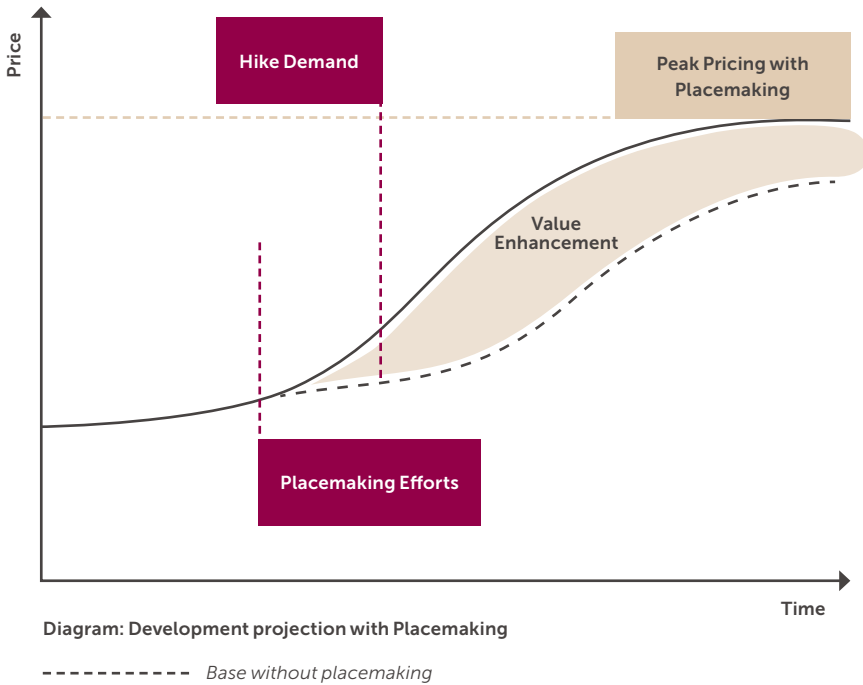 Price
Hike Demand
Peak Pricing with
Placemaking
Value
Enhancement
Placemaking Efforts
Time
Diagram: Development projection with Placemaking
Base without placemaking